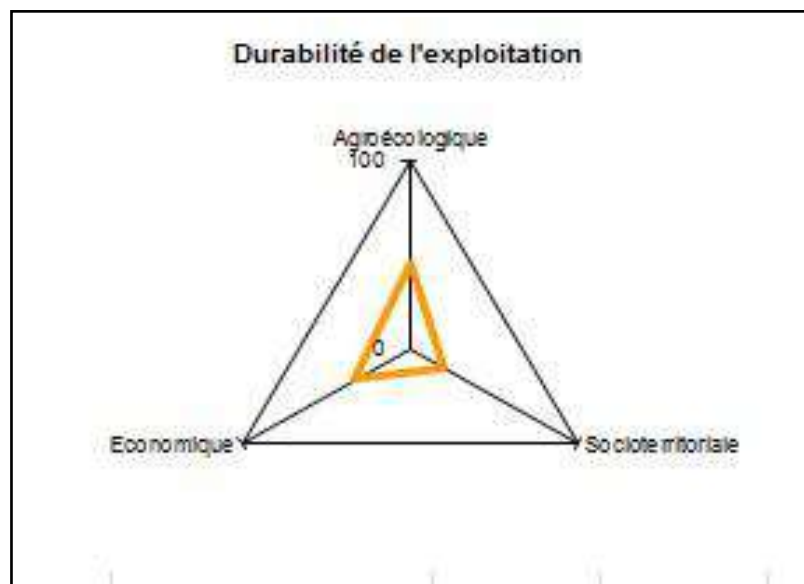 Durabilité de l'exploitation
Agroécologique
100
0
Economique
Socioterritoriale